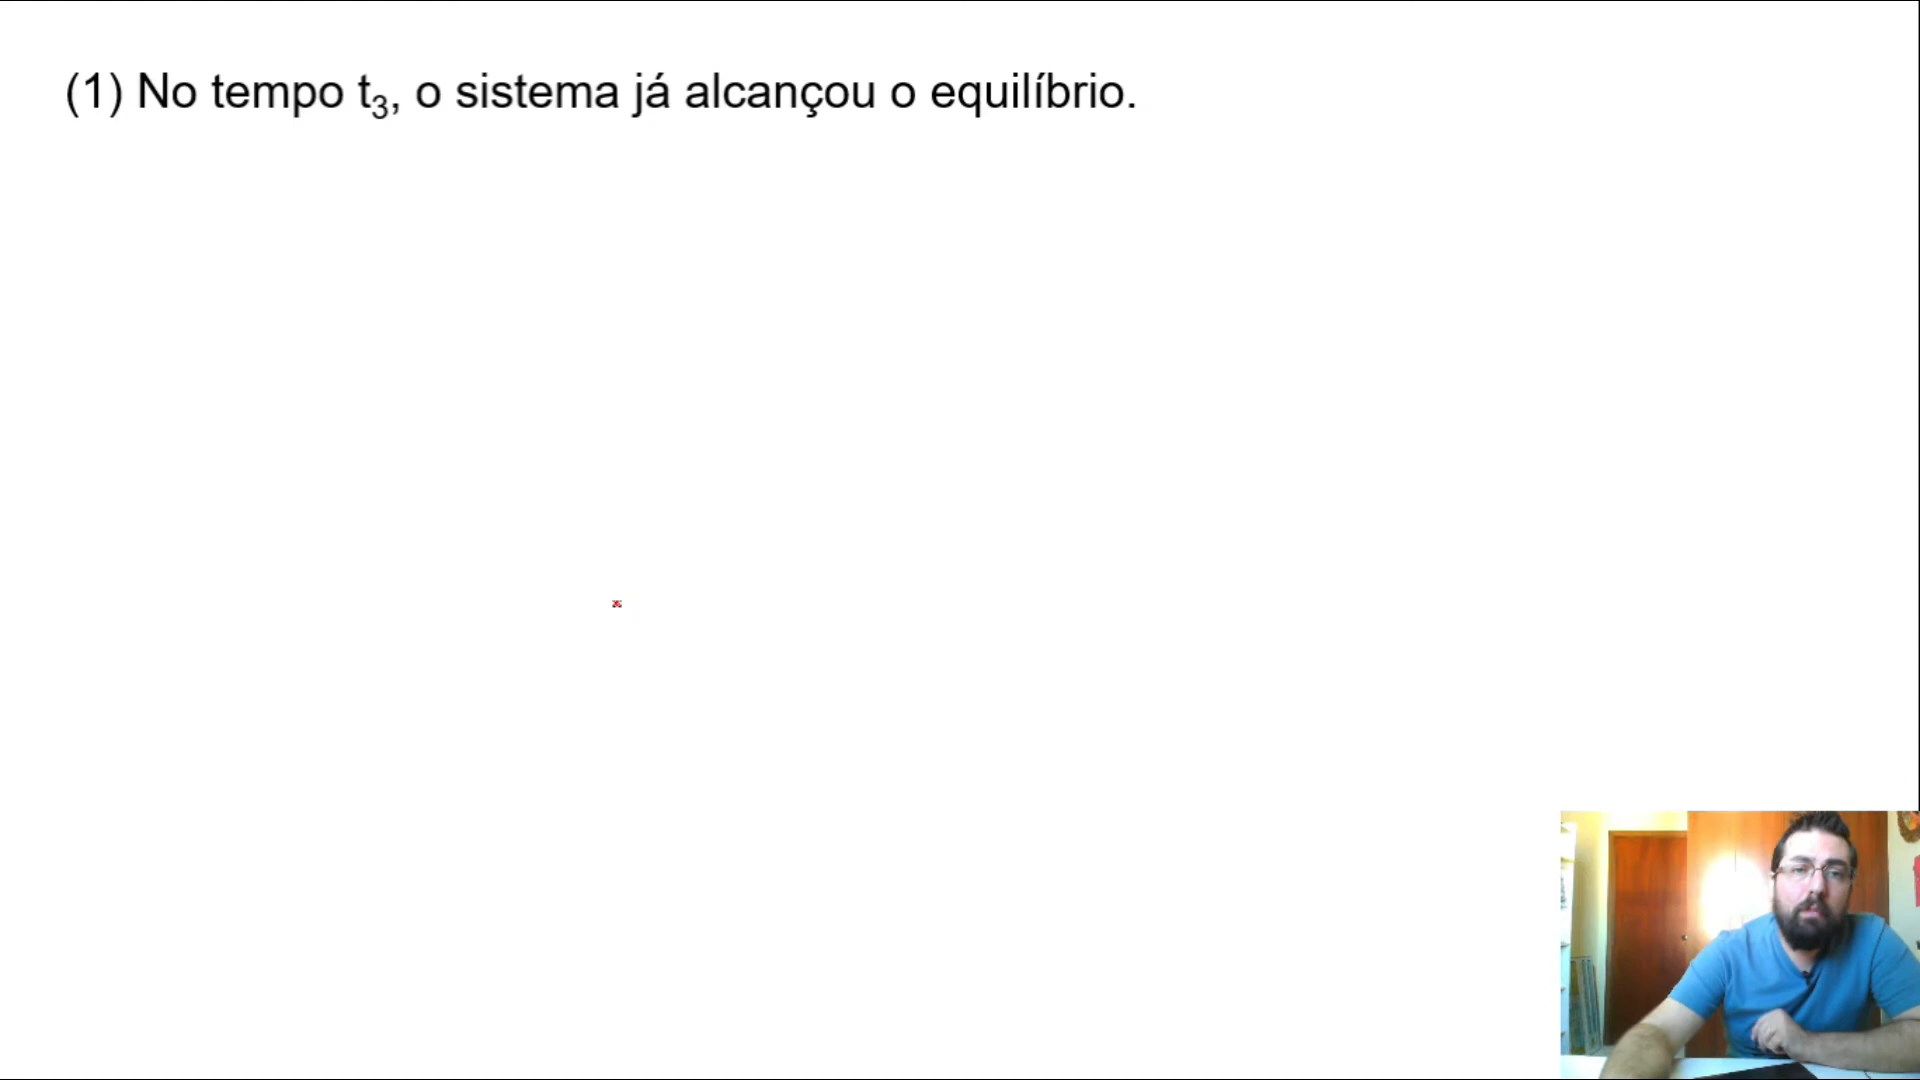 (1) No tempo t₃, o sistema já alcançou o equilíbrio.